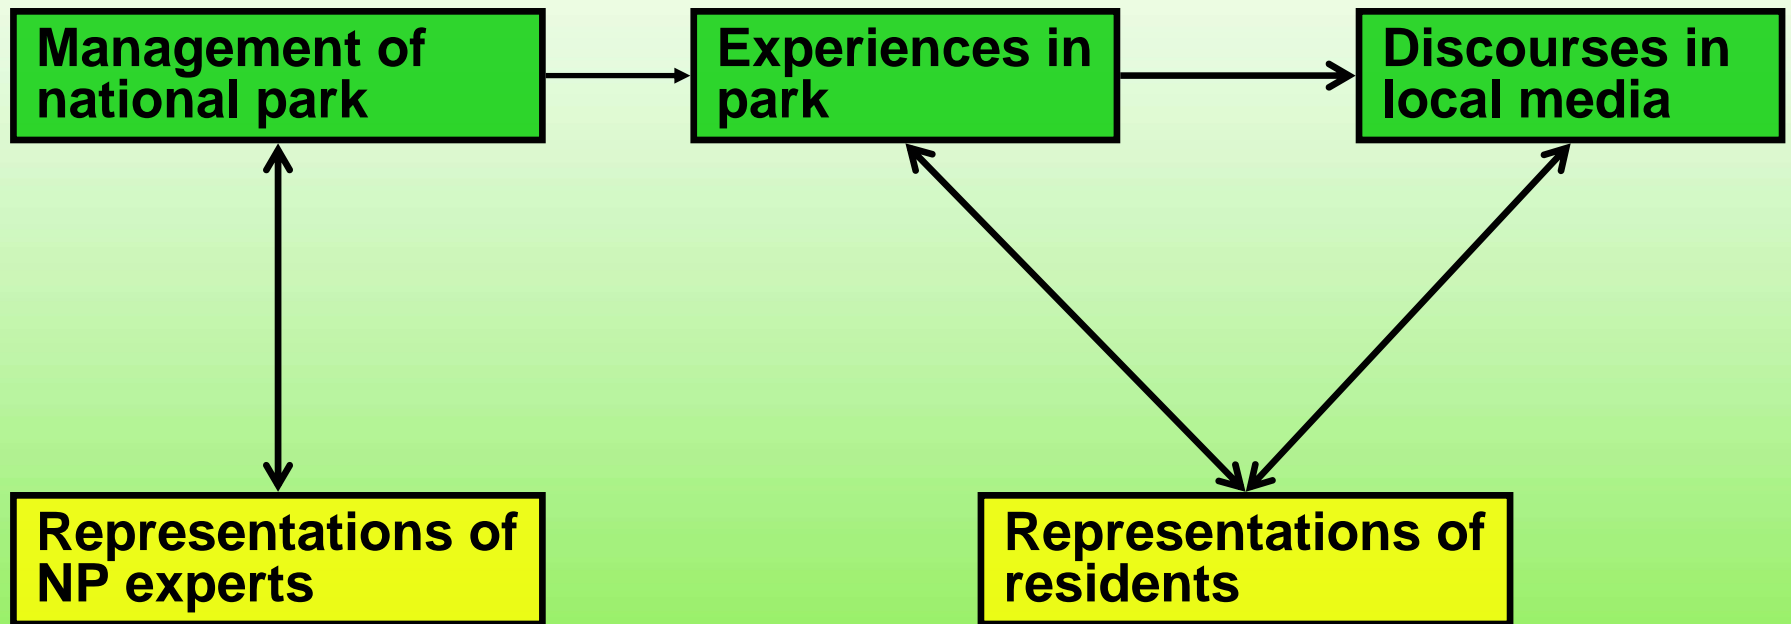 Management of
national park
Experiences in
park
Discourses in
local media
Representations of
NP experts
Representations of
residents